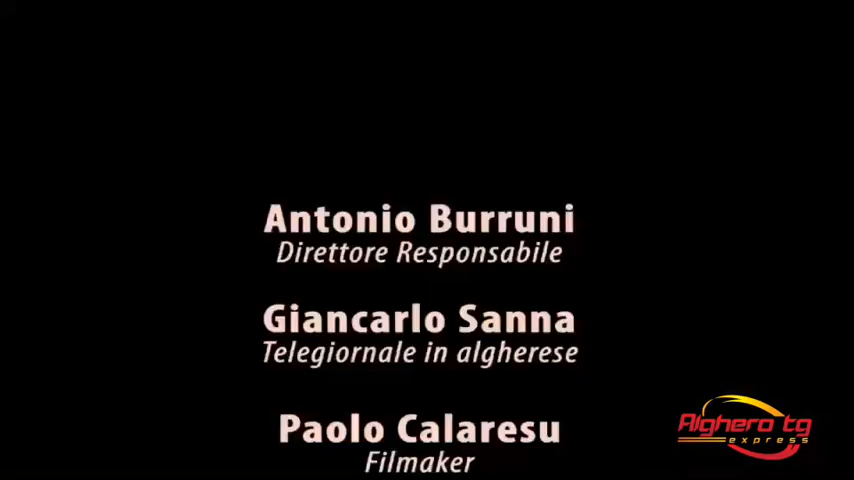 Antonio Burruni
Direttore Responsabile
Giancarlo Sanna
Telegiornale in algherese
Paolo Calaresu
Filmaker
Alghero tg
express